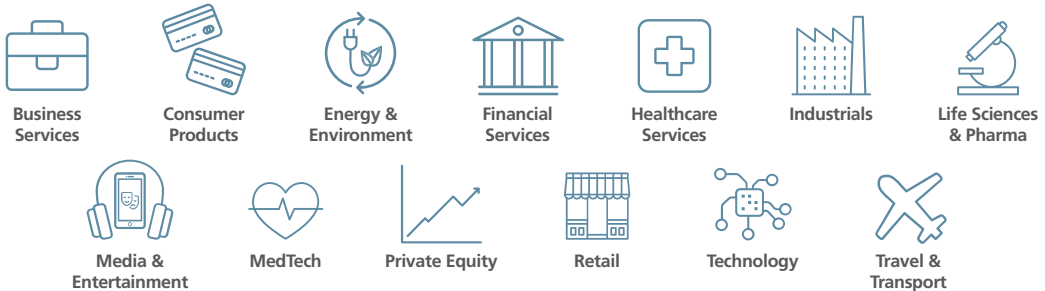 Business
Services
Consumer
Products
Energy &
Environment
Financial
Services
Healthcare
Services
Industrials
Life Sciences
& Pharma
Media &
Entertainment
MedTech
Private Equity
Retail
Technology
Travel &
Transport